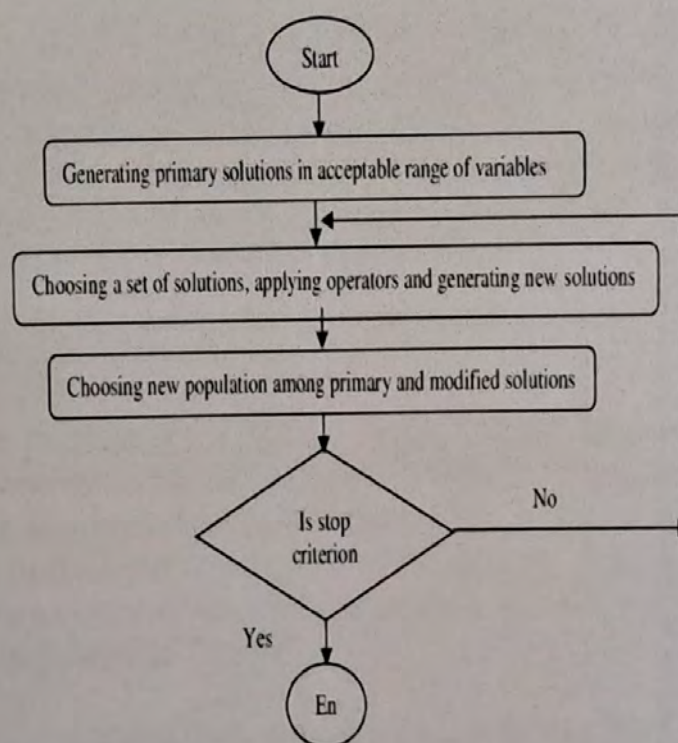 Start
Generating primary solutions in acceptable range of variables
Choosing a set of solutions, applying operators and generating new solutions
Choosing new population among primary and modified solutions
Is stop
criterion
No
Yes
En